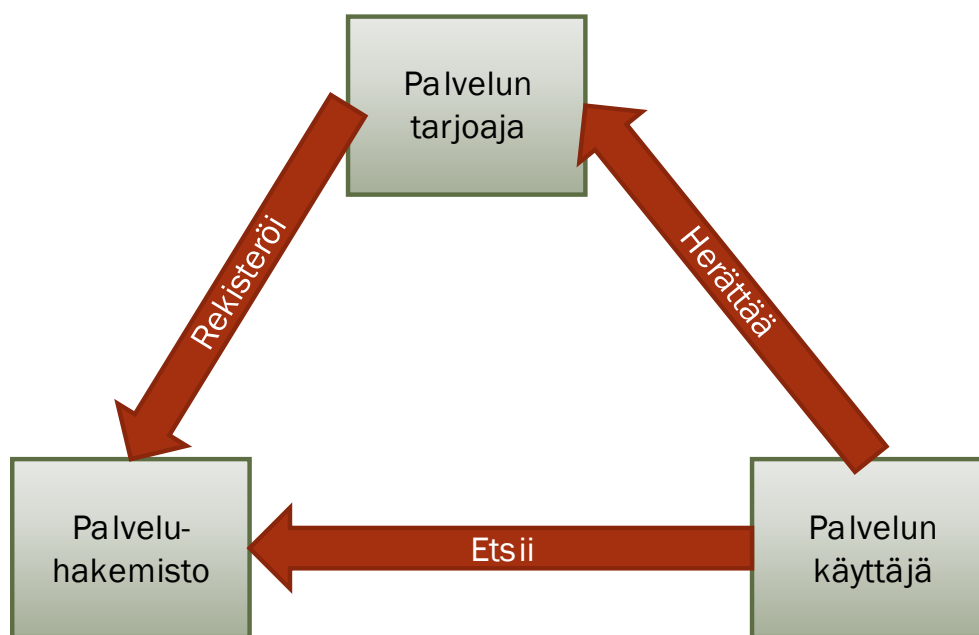 Palvelun
tarjoaja
Rekisteröi
Herättää
Palvelu-
hakemisto
Etsii
Palvelun
käyttäjä